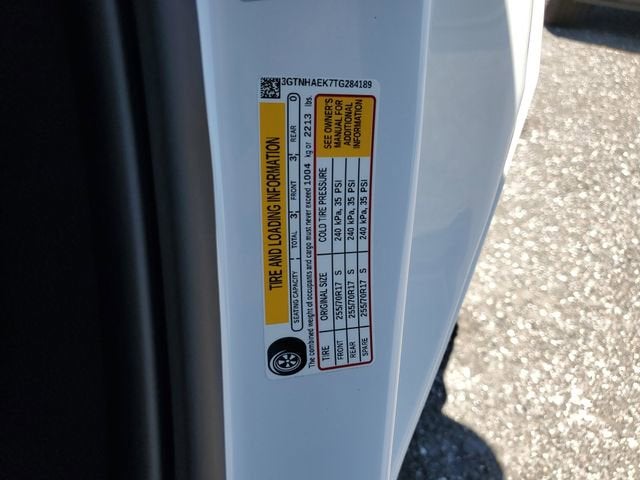 3GTNHAEK7TG284189
TIRE AND LOADING INFORMATION
SEATING CAPACITY TOTAL 3 FRONT 3 REAR 0
The combined weight of occupants and cargo must never exceed 1004 kg or 2213 lbs.
TIRE ORIGINAL SIZE COLD TIRE PRESSURE
FRONT 255/70R17 S 240 kPa, 35 PSI
REAR 255/70R17 S 240 kPa, 35 PSI
SPARE 255/70R17 S 240 kPa, 35 PSI
SEE OWNER'S
MANUAL FOR
ADDITIONAL
INFORMATION